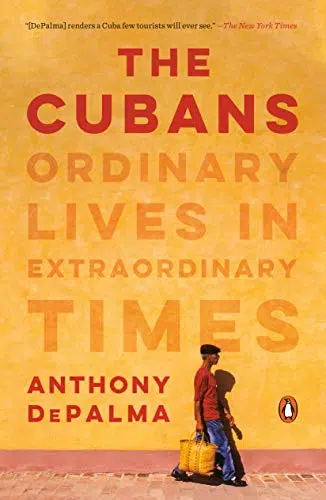 "[DePalma] renders a Cuba few tourists will ever see." —The New York Times
THE
CUBANS
ORDINARY
LIVES IN
EXTRAORDINARY
TIMES
ANTHONY
DEPALMA